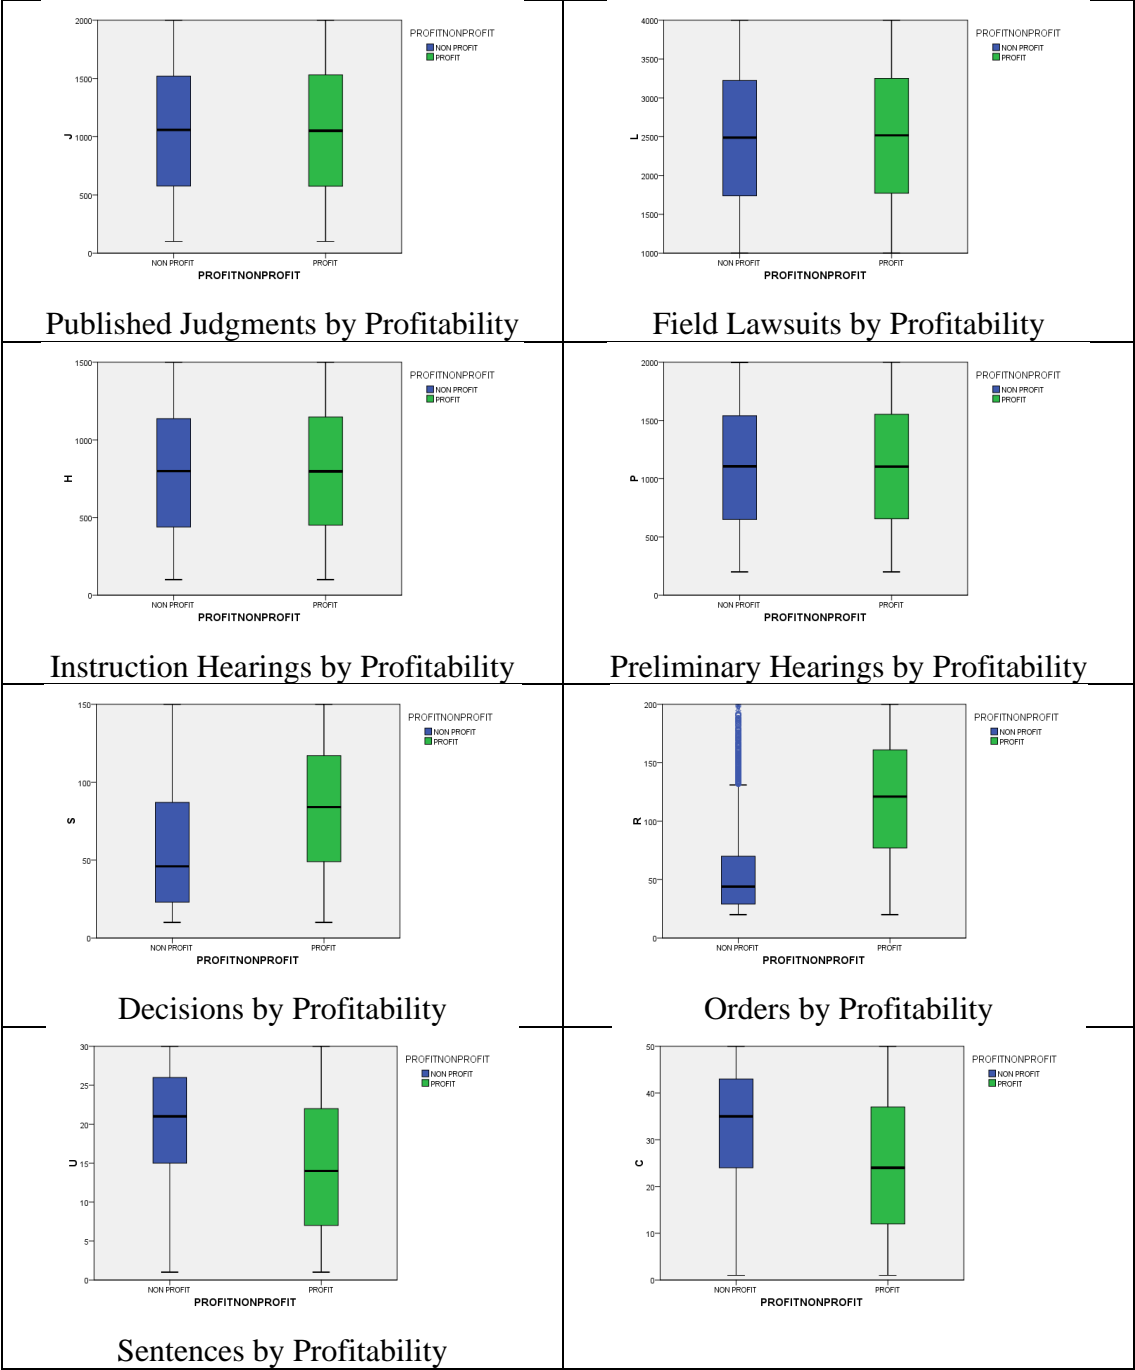 2000
1500
1000
500
0
J
NON PROFIT
PROFIT
PROFITNONPROFIT
PROFITNONPROFIT
NON PROFIT
PROFIT
Published Judgments by Profitability
4000
3500
3000
2500
2000
1500
1000
L
NON PROFIT
PROFIT
PROFITNONPROFIT
PROFITNONPROFIT
NON PROFIT
PROFIT
Field Lawsuits by Profitability
1500
1000
500
0
H
NON PROFIT
PROFIT
PROFITNONPROFIT
PROFITNONPROFIT
NON PROFIT
PROFIT
Instruction Hearings by Profitability
2000
1500
1000
500
0
P
NON PROFIT
PROFIT
PROFITNONPROFIT
PROFITNONPROFIT
NON PROFIT
PROFIT
Preliminary Hearings by Profitability
150
100
50
0
S
NON PROFIT
PROFIT
PROFITNONPROFIT
PROFITNONPROFIT
NON PROFIT
PROFIT
Decisions by Profitability
200
150
100
50
0
R
NON PROFIT
PROFIT
PROFITNONPROFIT
PROFITNONPROFIT
NON PROFIT
PROFIT
Orders by Profitability
30
25
20
15
10
5
0
U
NON PROFIT
PROFIT
PROFITNONPROFIT
PROFITNONPROFIT
NON PROFIT
PROFIT
Sentences by Profitability
50
40
30
20
10
0
C
NON PROFIT
PROFIT
PROFITNONPROFIT
PROFITNONPROFIT
NON PROFIT
PROFIT